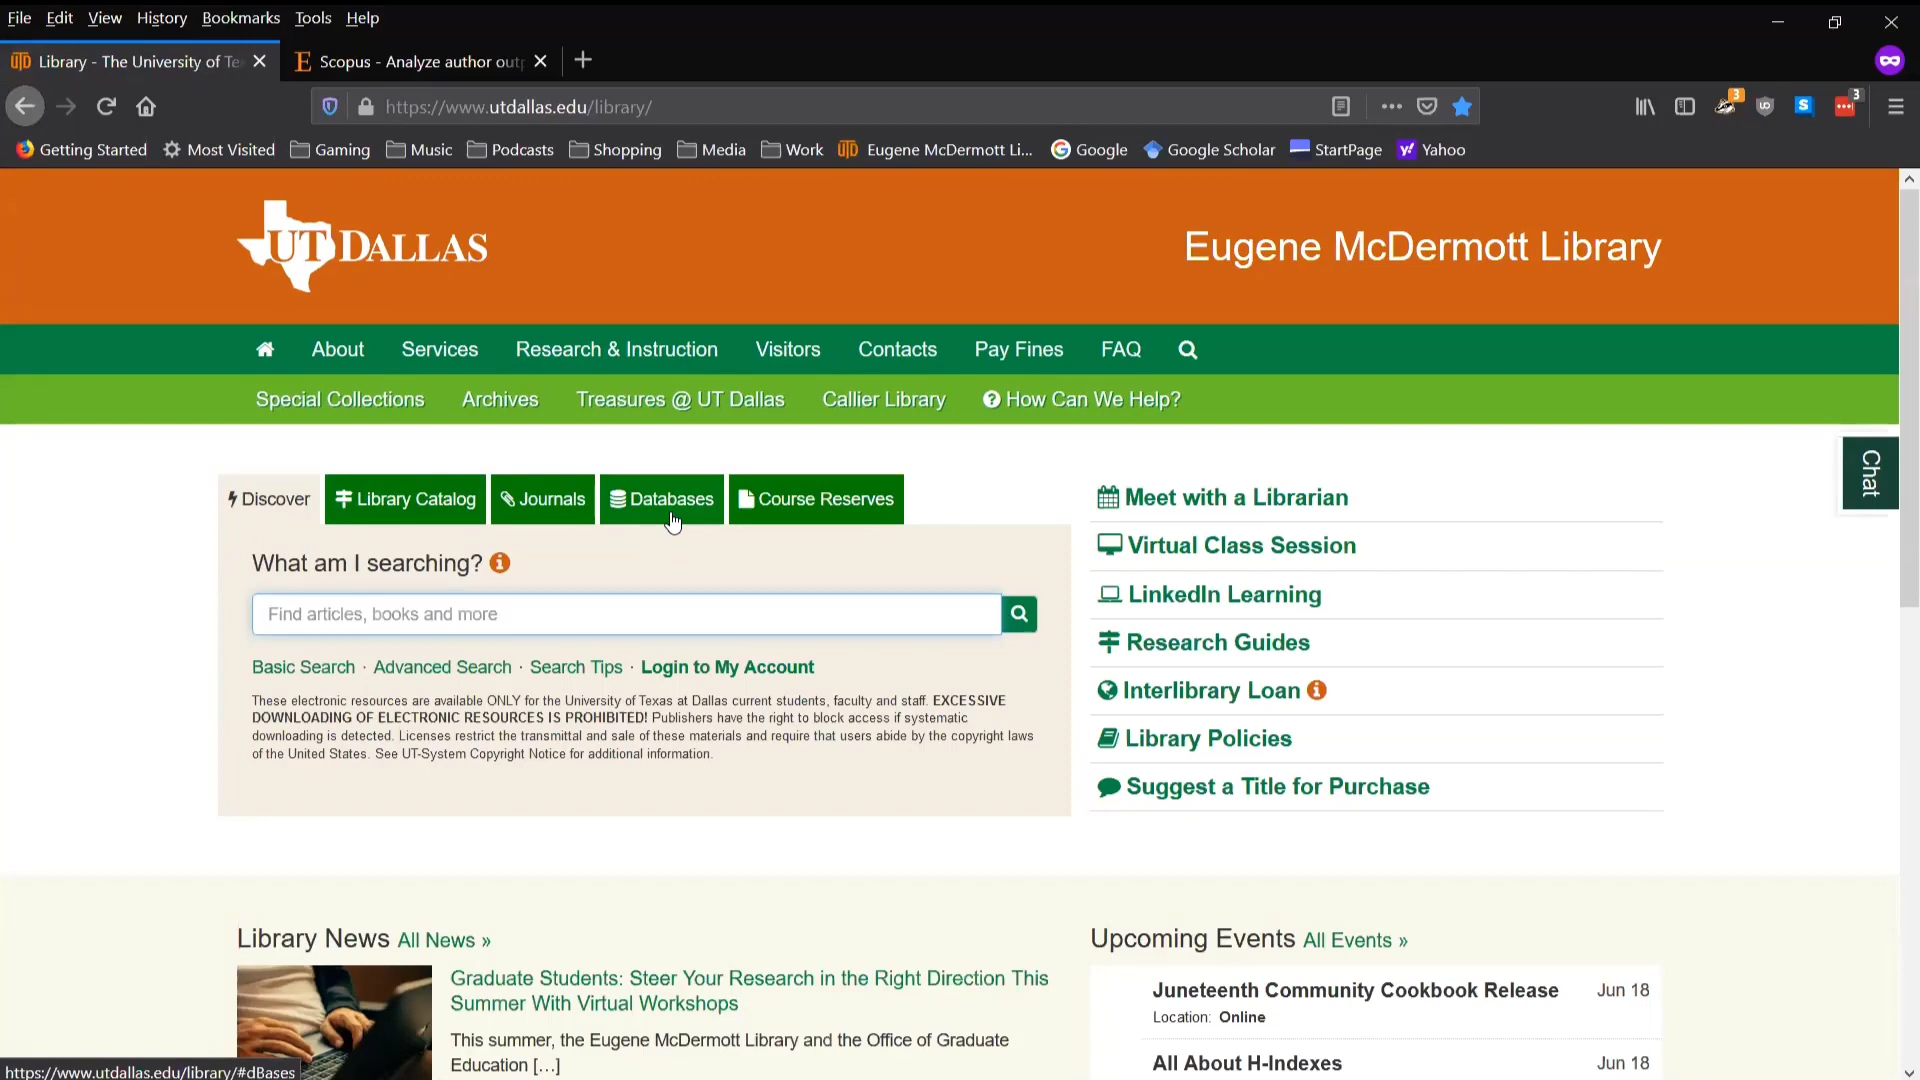 File Edit View History Bookmarks Tools Help
UTD Library - The University of Te
Scopus - Analyze author outp
https://www.utdallas.edu/library/
3
S
3
Getting Started Most Visited Gaming Music Podcasts Shopping Media Work UTD Eugene McDermott Li... Google Google Scholar StartPage Yahoo
UT DALLAS
Eugene McDermott Library
About Services Research & Instruction Visitors Contacts Pay Fines FAQ
Special Collections Archives Treasures @ UT Dallas Callier Library How Can We Help?
Chat
Discover Library Catalog Journals Databases Course Reserves
What am I searching?
Find articles, books and more
Basic Search · Advanced Search · Search Tips · Login to My Account
These electronic resources are available ONLY for the University of Texas at Dallas current students, faculty and staff. EXCESSIVE
DOWNLOADING OF ELECTRONIC RESOURCES IS PROHIBITED! Publishers have the right to block access if systematic
downloading is detected. Licenses restrict the transmittal and sale of these materials and require that users abide by the copyright laws
of the United States. See UT-System Copyright Notice for additional information.
Meet with a Librarian
Virtual Class Session
LinkedIn Learning
Research Guides
Interlibrary Loan
Library Policies
Suggest a Title for Purchase
Library News All News »
Graduate Students: Steer Your Research in the Right Direction This
Summer With Virtual Workshops
This summer, the Eugene McDermott Library and the Office of Graduate
Education [...]
Upcoming Events All Events »
Juneteenth Community Cookbook Release Jun 18
Location: Online
All About H-Indexes Jun 18
https://www.utdallas.edu/library/#dBases